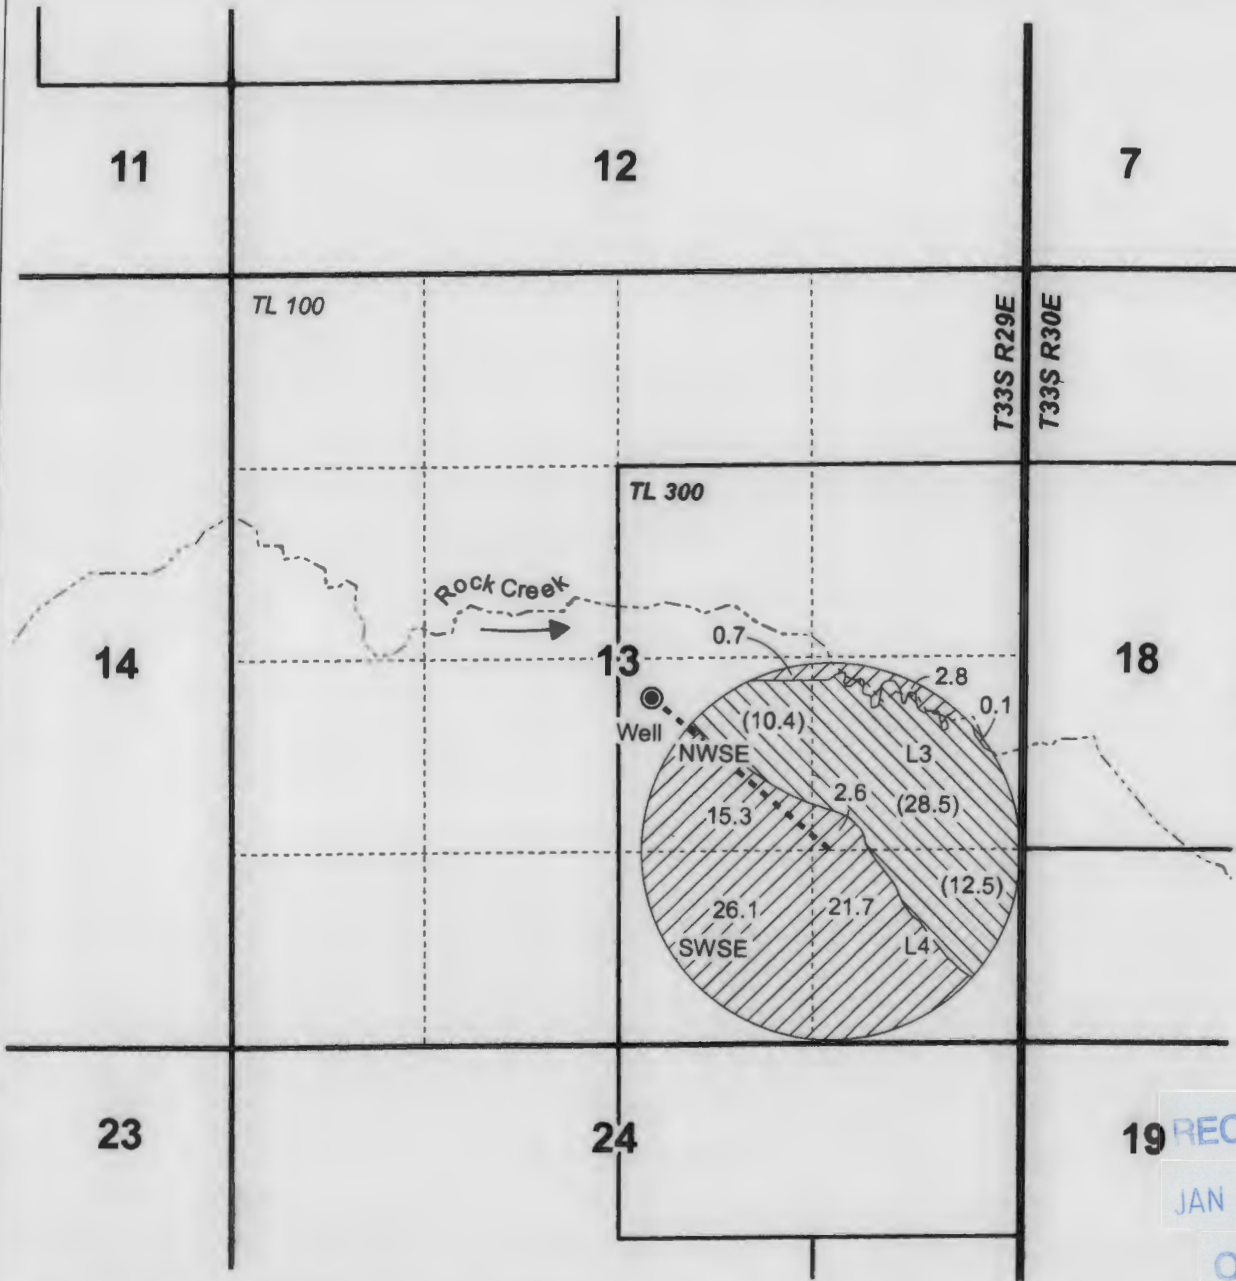 11
12
7
TL 100
T33S R29E
T33S R30E
TL 300
Rock Creek
14
13
18
0.7
2.8
0.1
Well
(10.4)
NWSE
L3
2.6
(28.5)
15.3
(12.5)
26.1
21.7
SWSE
L4
23
24
19
REC
JAN
O